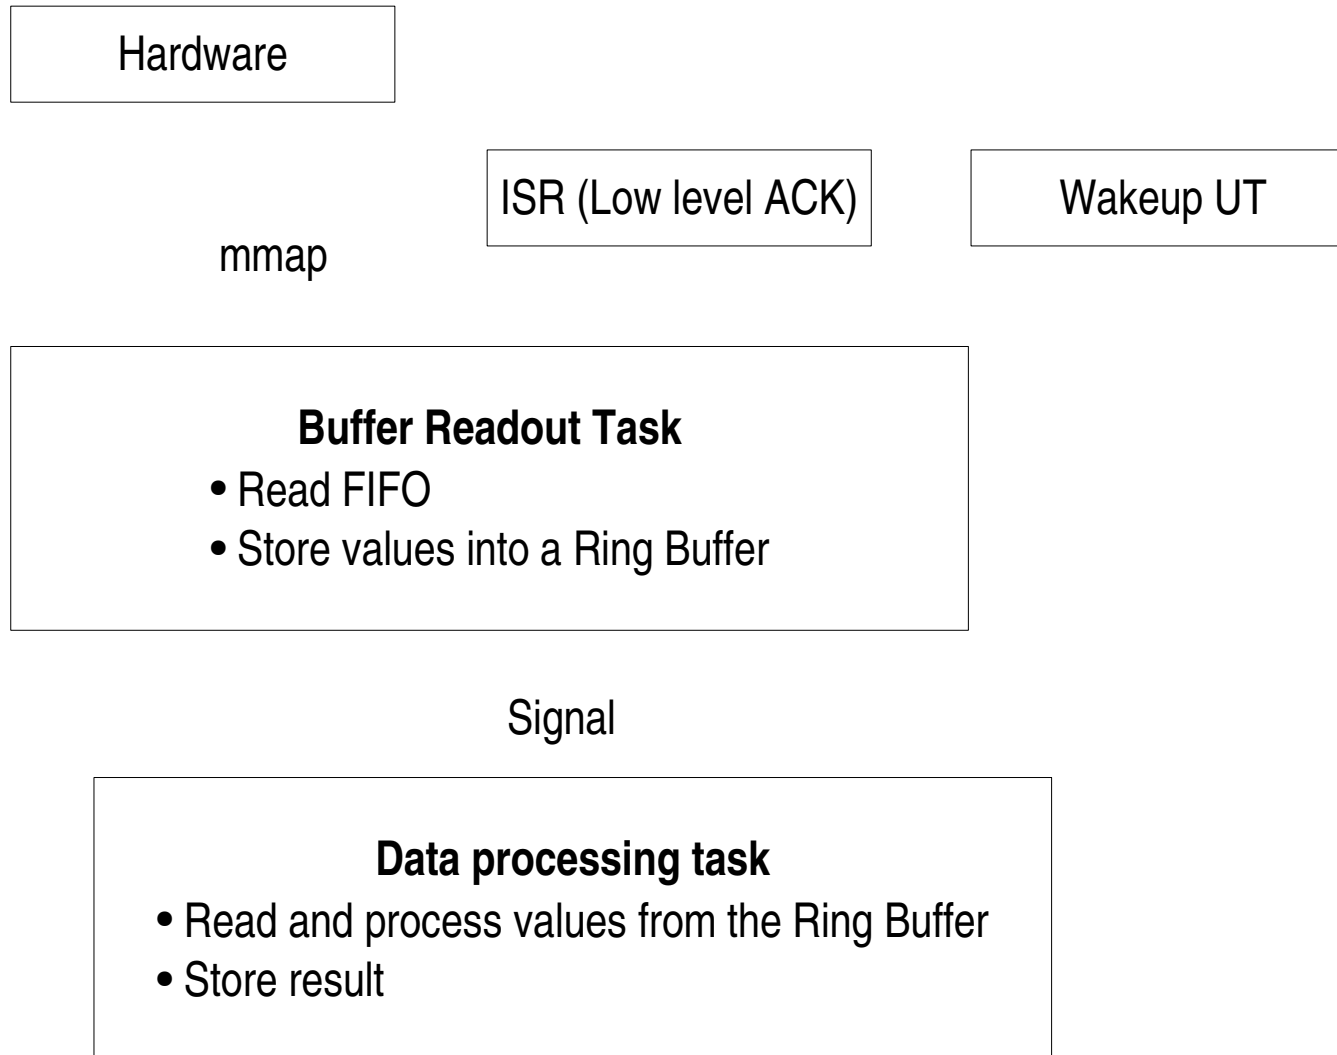 Hardware
ISR (Low level ACK)
Wakeup UT
mmap
Buffer Readout Task
• Read FIFO
• Store values into a Ring Buffer
Signal
Data processing task
• Read and process values from the Ring Buffer
• Store result